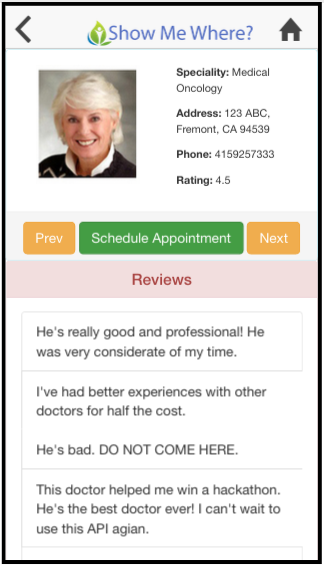 Show Me Where?
Speciality: Medical
Oncology
Address: 123 ABC,
Fremont, CA 94539
Phone: 4159257333
Rating: 4.5
Prev
Schedule Appointment
Next
Reviews
He's really good and professional! He
was very considerate of my time.
I've had better experiences with other
doctors for half the cost.
He's bad. DO NOT COME HERE.
This doctor helped me win a hackathon.
He's the best doctor ever! I can't wait to
use this API agian.